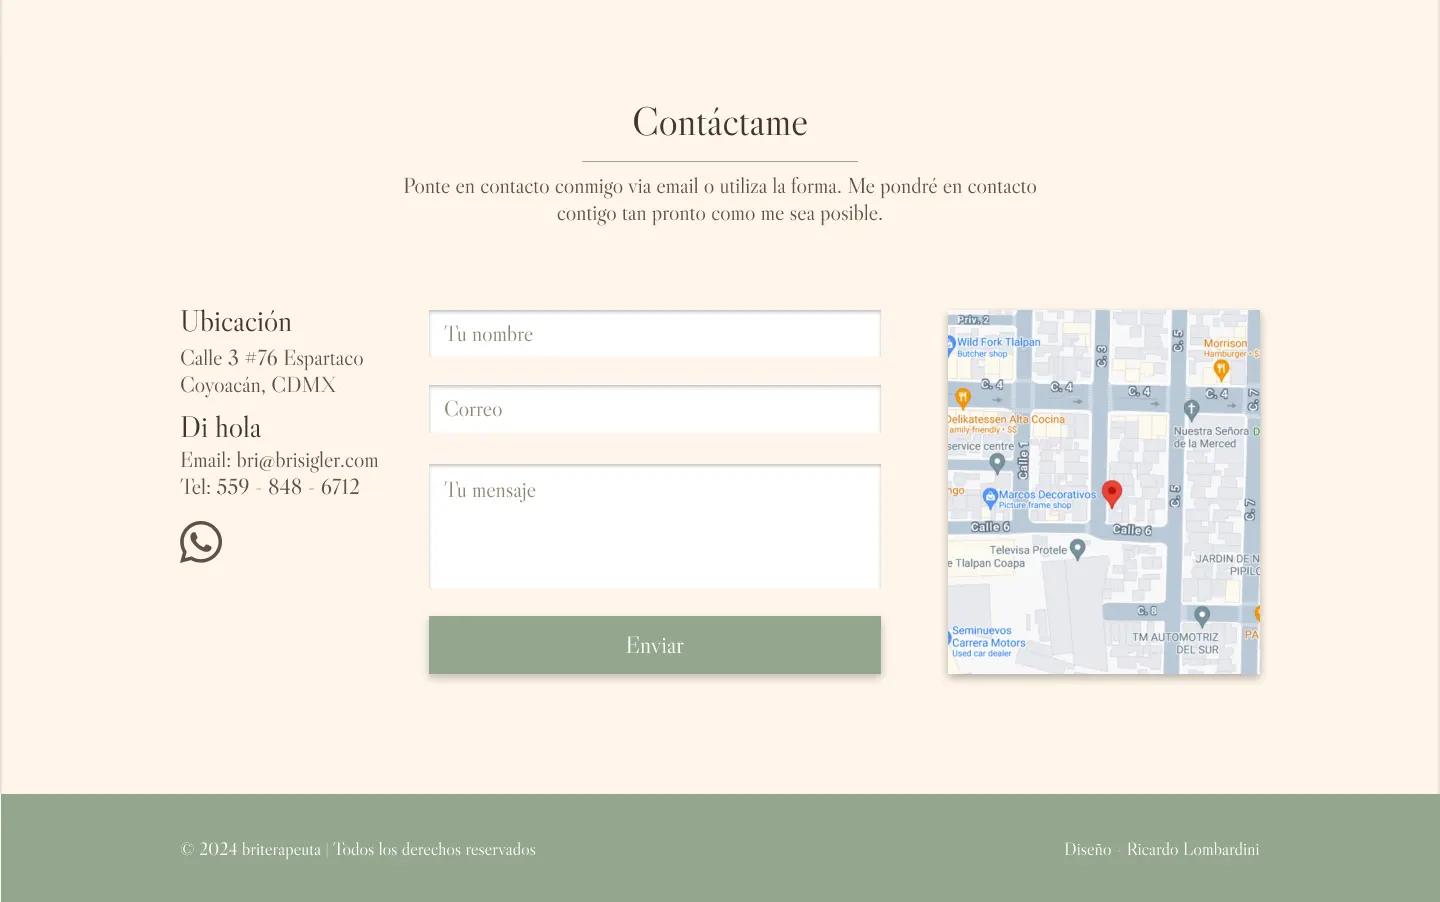 Contáctame
Ponte en contacto conmigo via email o utiliza la forma. Me pondré en contacto
contigo tan pronto como me sea posible.
Ubicación
Calle 3 #76 Espartaco
Coyoacán, CDMX
Di hola
Email: bri@brisigler.com
Tel: 559 - 848 - 6712
Tu nombre
Correo
Tu mensaje
Enviar
Priv. 2
Wild Fork Tlalpan
Butcher shop
C. 3
C. 5
Morrison
Hamburger • $
C. 4
C. 4
C. 4
C. 4
C. 7
Delikatessen Alta Cocina
amily-friendly • $$
Nuestra Señora D
de la Merced
service centre
Calle 1
ngo
Marcos Decorativos
Picture frame shop
C. 5
C. 7
Calle 6
Calle 6
Televisa Protele
e Tlalpan Coapa
JARDIN DE N
PIPILO
C. 8
Seminuevos
Carrera Motors
Used car dealer
TM AUTOMOTRIZ
DEL SUR
PA
© 2024 briterapeuta | Todos los derechos reservados
Diseño - Ricardo Lombardini